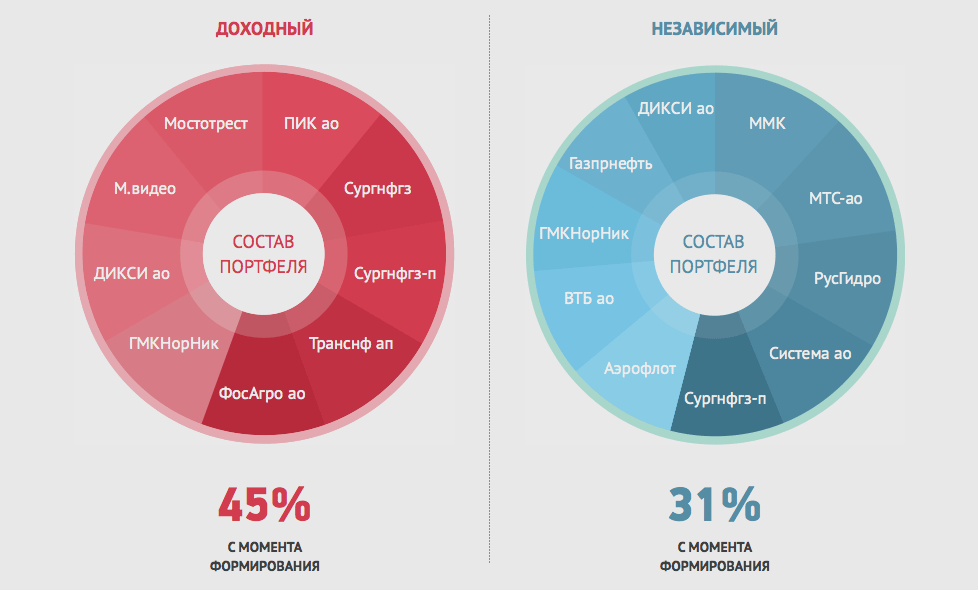 ДОХОДНЫЙ
Мостотрест
ПИК ао
М.видео
Сургнфгз
ДИКСИ ао
Сургнфгз-п
ГМКНорНик
Транснф ап
ФосАгро ао
СОСТАВ
ПОРТФЕЛЯ
45%
С МОМЕНТА
ФОРМИРОВАНИЯ
НЕЗАВИСИМЫЙ
ДИКСИ ао
ММК
Газпрнефть
МТС-ао
ГМКНорНик
РусГидро
ВТБ ао
Система ао
Аэрофлот
Сургнфгз-п
СОСТАВ
ПОРТФЕЛЯ
31%
С МОМЕНТА
ФОРМИРОВАНИЯ